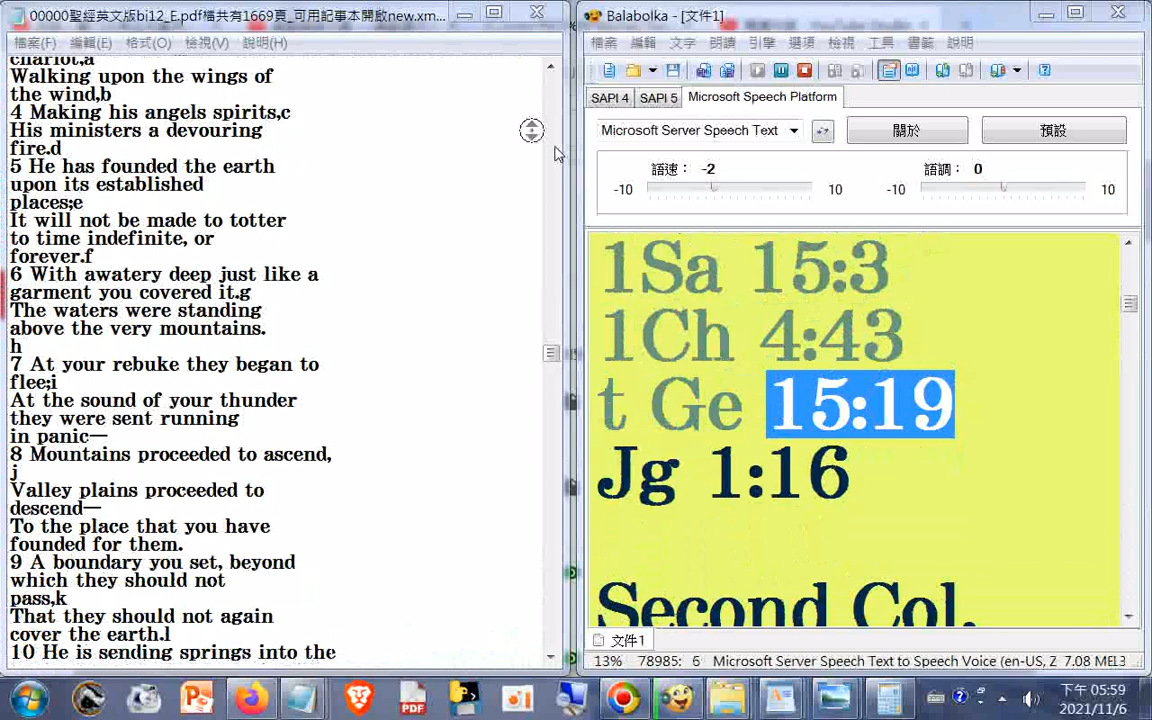 00000聖經英文版bi12_E.pdf檔共有1669頁_可用記事本開啟new.xm...
檔案(F) 編輯(E) 格式(O) 檢視(V) 說明(H)
chariot,a
Walking upon the wings of
the wind,b
4 Making his angels spirits,c
His ministers a devouring
fire.d
5 He has founded the earth
upon its established
places;e
It will not be made to totter
to time indefinite, or
forever.f
6 With awatery deep just like a
garment you covered it.g
The waters were standing
above the very mountains.
h
7 At your rebuke they began to
flee;i
At the sound of your thunder
they were sent running
in panic—
8 Mountains proceeded to ascend,
j
Valley plains proceeded to
descend—
To the place that you have
founded for them.
9 A boundary you set, beyond
which they should not
pass,k
That they should not again
cover the earth.l
10 He is sending springs into the
Balabolka - [文件1]
檔案 編輯 文字 朗讀 引擎 選項 檢視 工具 書籤 說明
SAPI 4 SAPI 5 Microsoft Speech Platform
Microsoft Server Speech Text 關於 預設
語速： -2 語調： 0
-10 10 -10 10
1Sa 15:3
1Ch 4:43
t Ge 15:19
Jg 1:16
Second Col.
文件1
13% 78985: 6 Microsoft Server Speech Text to Speech Voice (en-US, Z 7.08 MEL3
PDF
下午 05:59
2021/11/6